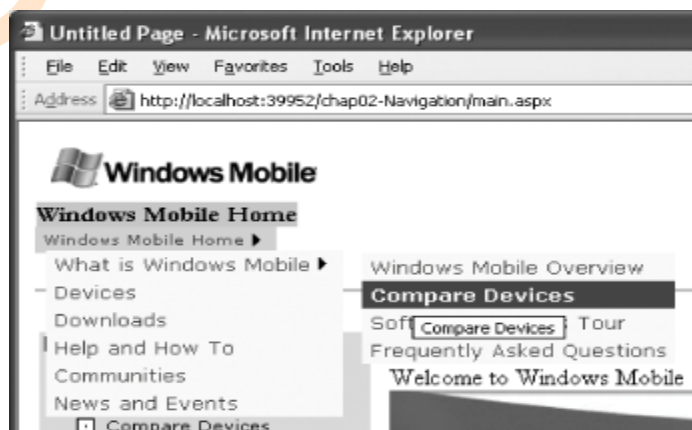 Untitled Page - Microsoft Internet Explorer
File Edit View Favorites Tools Help
Address http://localhost:39952/chap02-Navigation/main.aspx
Windows Mobile
Windows Mobile Home
Windows Mobile Home
What is Windows Mobile
Devices
Downloads
Help and How To
Communities
News and Events
Windows Mobile Overview
Compare Devices
Sof Compare Devices Tour
Frequently Asked Questions
Welcome to Windows Mobile
Compare Devices